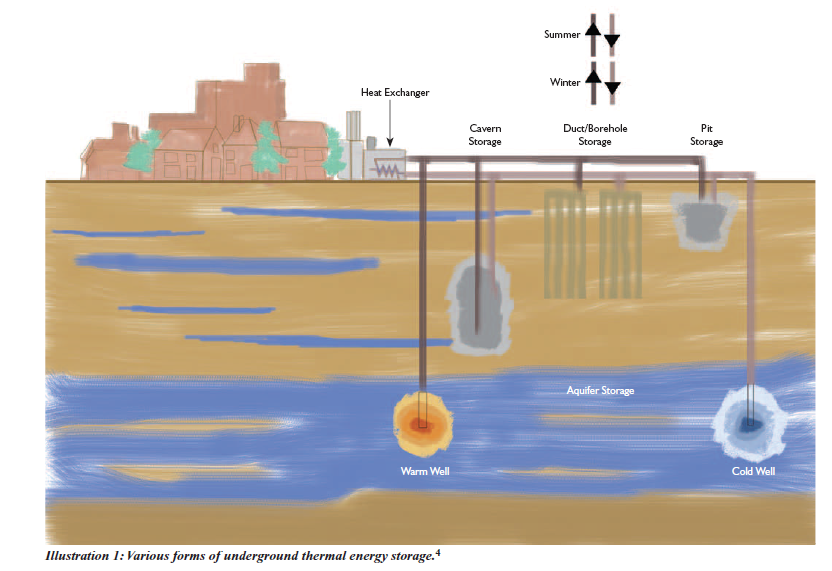 Summer
Winter
Heat Exchanger
Cavern
Storage
Duct/Borehole
Storage
Pit
Storage
Aquifer Storage
Warm Well
Cold Well
Illustration 1: Various forms of underground thermal energy storage.4